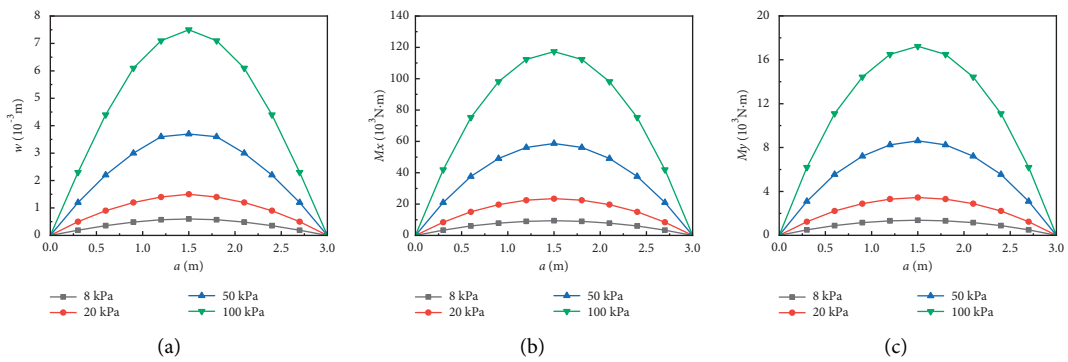 8
7
6
5
4
3
2
1
0
w (10⁻³ m)
0.0 0.5 1.0 1.5 2.0 2.5 3.0
a (m)
8 kPa 50 kPa
20 kPa 100 kPa
(a)
140
120
100
80
60
40
20
0
Mx (10³ N·m)
0.0 0.5 1.0 1.5 2.0 2.5 3.0
a (m)
8 kPa 50 kPa
20 kPa 100 kPa
(b)
20
16
12
8
4
0
My (10³ N·m)
0.0 0.5 1.0 1.5 2.0 2.5 3.0
a (m)
8 kPa 50 kPa
20 kPa 100 kPa
(c)